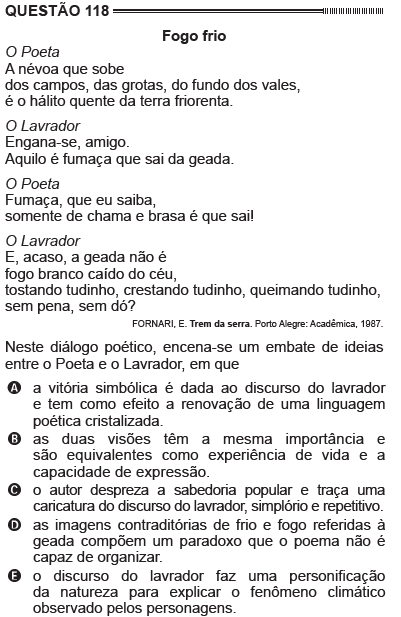 QUESTÃO 118
Fogo frio
O Poeta
A névoa que sobe
dos campos, das grotas, do fundo dos vales,
é o hálito quente da terra friorenta.
O Lavrador
Engana-se, amigo.
Aquilo é fumaça que sai da geada.
O Poeta
Fumaça, que eu saiba,
somente de chama e brasa é que sai!
O Lavrador
E, acaso, a geada não é
fogo branco caído do céu,
tostando tudinho, crestando tudinho, queimando tudinho,
sem pena, sem dó?
FORNARI, E. Trem da serra. Porto Alegre: Acadêmica, 1987.
Neste diálogo poético, encena-se um embate de ideias
entre o Poeta e o Lavrador, em que
A a vitória simbólica é dada ao discurso do lavrador
e tem como efeito a renovação de uma linguagem
poética cristalizada.
B as duas visões têm a mesma importância e
são equivalentes como experiência de vida e a
capacidade de expressão.
C o autor despreza a sabedoria popular e traça uma
caricatura do discurso do lavrador, simplório e repetitivo.
D as imagens contraditórias de frio e fogo referidas à
geada compõem um paradoxo que o poema não é
capaz de organizar.
E o discurso do lavrador faz uma personificação
da natureza para explicar o fenômeno climático
observado pelos personagens.